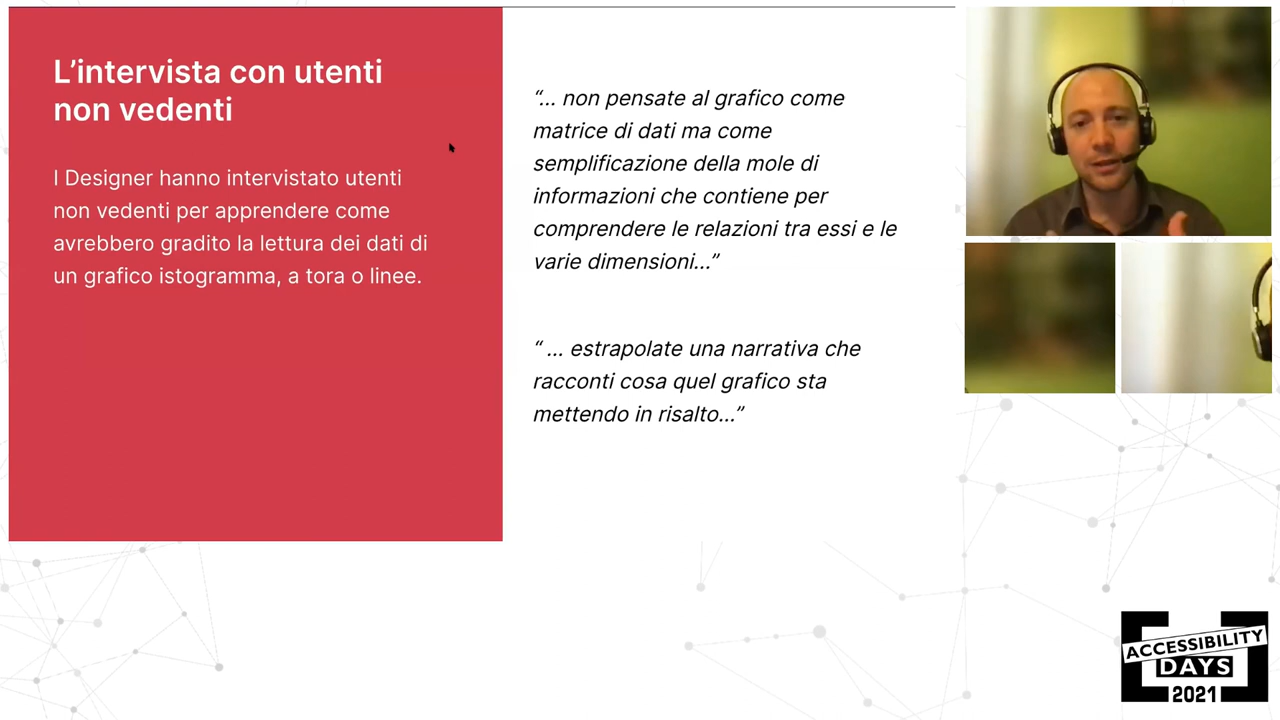 L’intervista con utenti
non vedenti
I Designer hanno intervistato utenti
non vedenti per apprendere come
avrebbero gradito la lettura dei dati di
un grafico istogramma, a tora o linee.
“... non pensate al grafico come
matrice di dati ma come
semplificazione della mole di
informazioni che contiene per
comprendere le relazioni tra essi e le
varie dimensioni...”
“ ... estrapolate una narrativa che
racconti cosa quel grafico sta
mettendo in risalto...”
ACCESSIBILITY
DAYS
2021